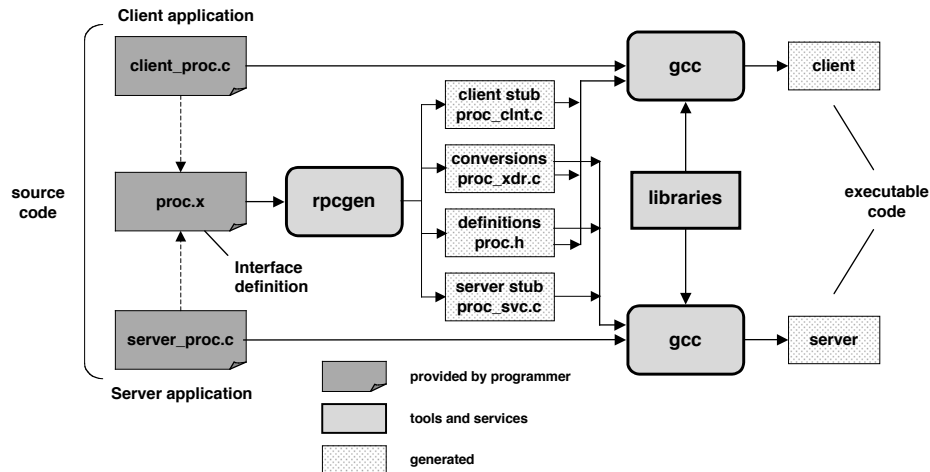 Client application
client_proc.c
gcc
client
client stub
proc_clnt.c
conversions
proc_xdr.c
source
code
proc.x
rpcgen
libraries
executable
code
definitions
proc.h
Interface
definition
server stub
proc_svc.c
server_proc.c
gcc
server
Server application
provided by programmer
tools and services
generated